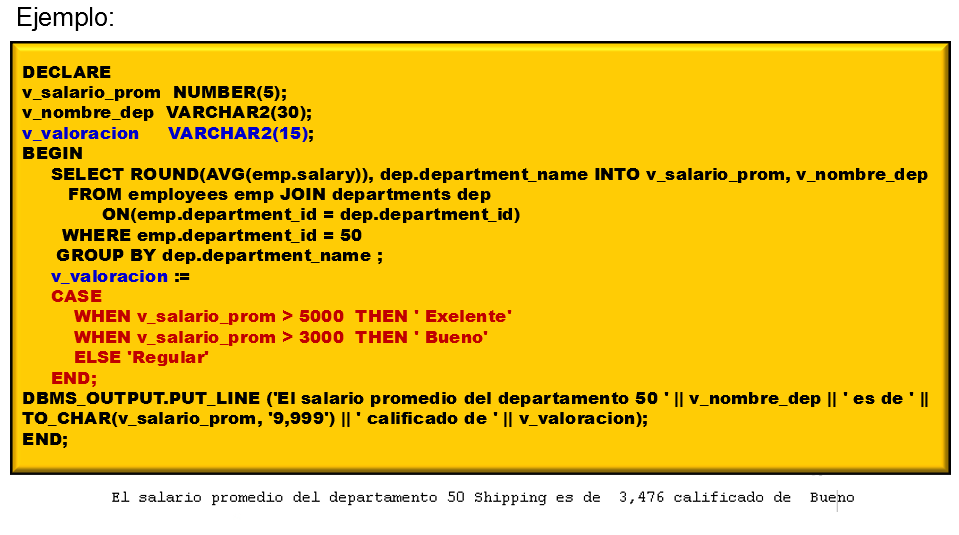 Ejemplo:
DECLARE
v_salario_prom  NUMBER(5);
v_nombre_dep  VARCHAR2(30);
v_valoracion     VARCHAR2(15);
BEGIN
SELECT ROUND(AVG(emp.salary)), dep.department_name INTO v_salario_prom, v_nombre_dep
FROM employees emp JOIN departments dep
ON(emp.department_id = dep.department_id)
WHERE emp.department_id = 50
GROUP BY dep.department_name ;
v_valoracion :=
CASE
WHEN v_salario_prom > 5000  THEN ' Exelente'
WHEN v_salario_prom > 3000  THEN ' Bueno'
ELSE 'Regular'
END;
DBMS_OUTPUT.PUT_LINE ('El salario promedio del departamento 50 ' || v_nombre_dep || ' es de ' ||
TO_CHAR(v_salario_prom, '9,999') || ' calificado de ' || v_valoracion);
END;
El salario promedio del departamento 50 Shipping es de  3,476 calificado de  Bueno